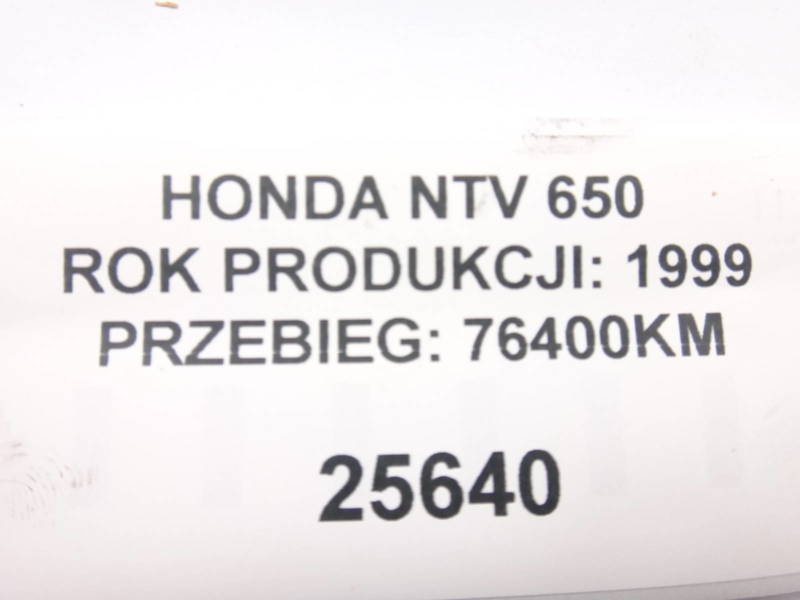 HONDA NTV 650
ROK PRODUKCJI: 1999
PRZEBIEG: 76400KM
25640